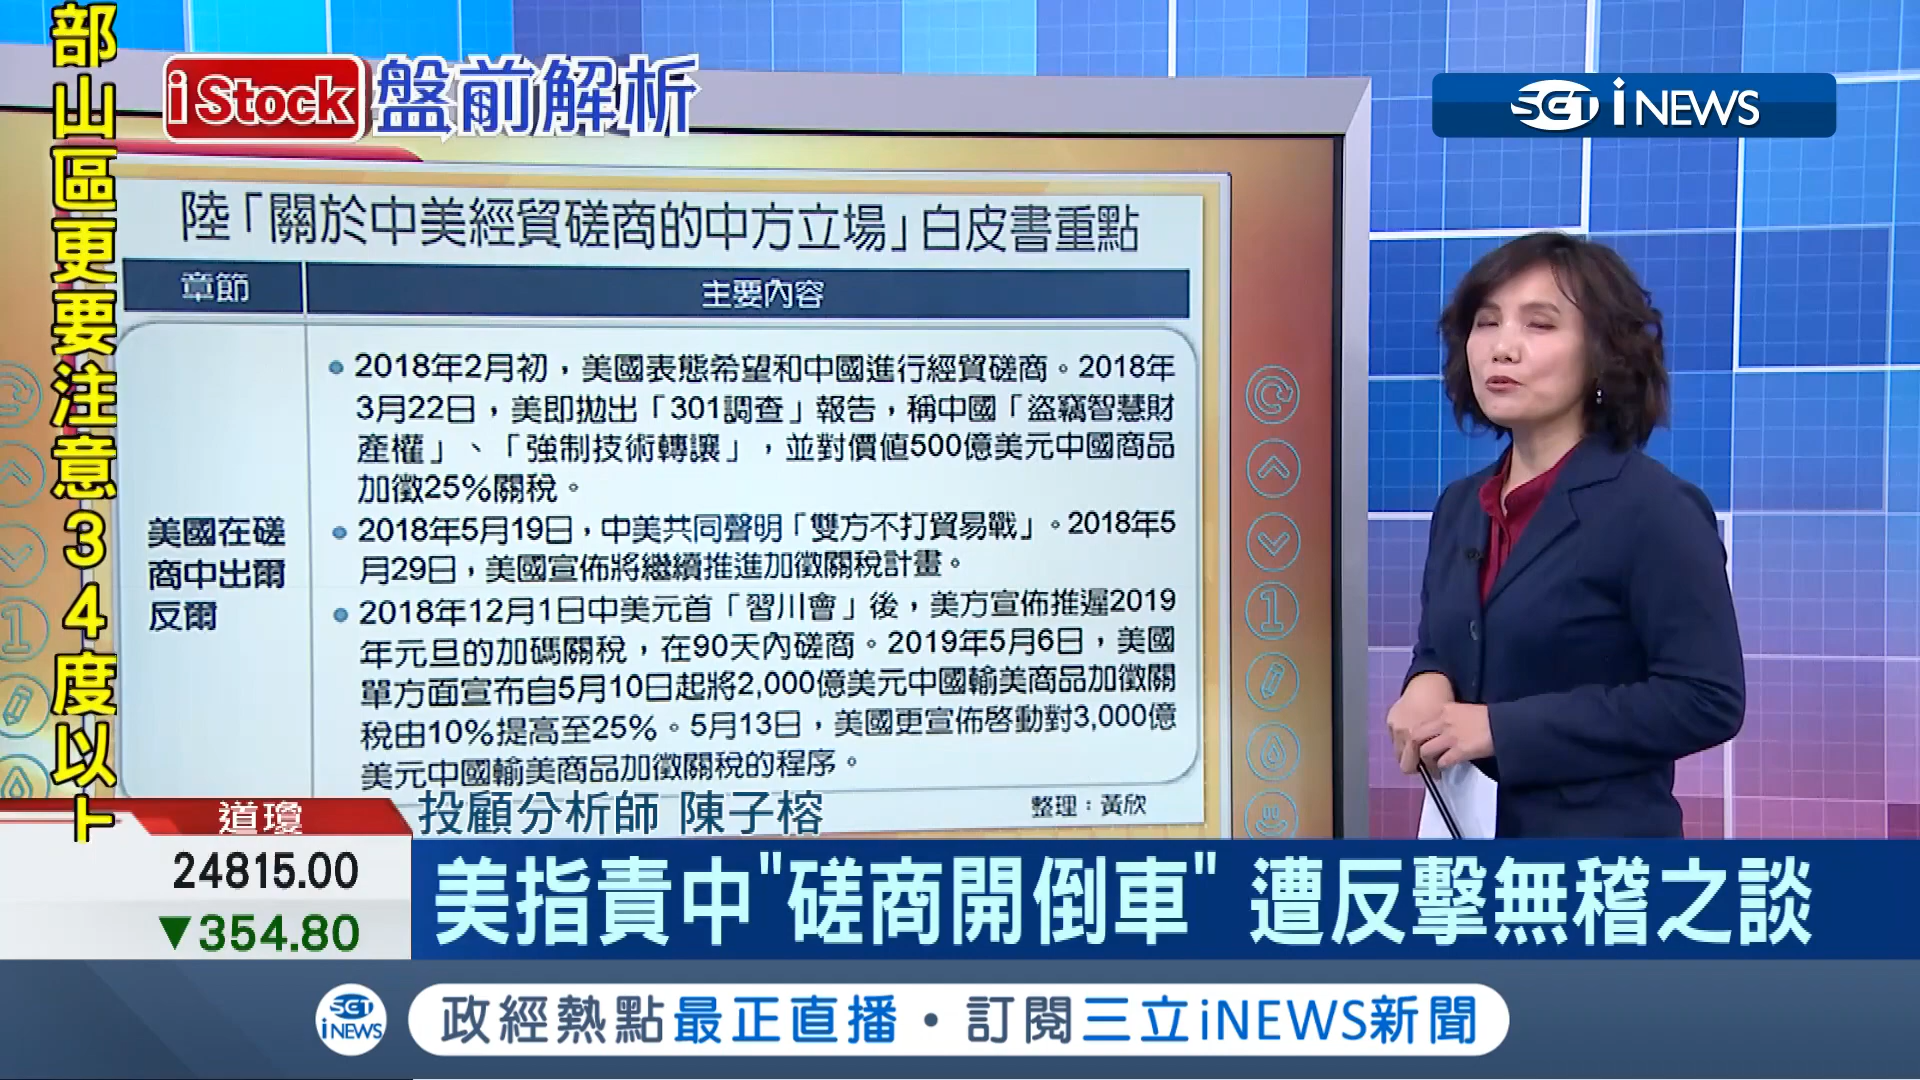 部山區更要注意34度以上
iStock 盤前解析
SET iNEWS
陸「關於中美經貿磋商的中方立場」白皮書重點
章節
主要內容
美國在磋
商中出爾
反爾
2018年2月初，美國表態希望和中國進行經貿磋商。2018年
3月22日，美即拋出「301調查」報告，稱中國「盜竊智慧財
產權」、「強制技術轉讓」，並對價值500億美元中國商品
加徵25%關稅。
2018年5月19日，中美共同聲明「雙方不打貿易戰」。2018年5
月29日，美國宣佈將繼續推進加徵關稅計畫。
2018年12月1日中美元首「習川會」後，美方宣佈推遲2019
年元旦的加碼關稅，在90天內磋商。2019年5月6日，美國
單方面宣布自5月10日起將2,000億美元中國輸美商品加徵關
稅由10%提高至25%。5月13日，美國更宣佈啓動對3,000億
美元中國輸美商品加徵關稅的程序。
整理：黃欣
投顧分析師 陳子榕
道瓊
24815.00
▼354.80
美指責中"磋商開倒車" 遭反擊無稽之談
SET iNEWS
政經熱點最正直播・訂閱三立iNEWS新聞